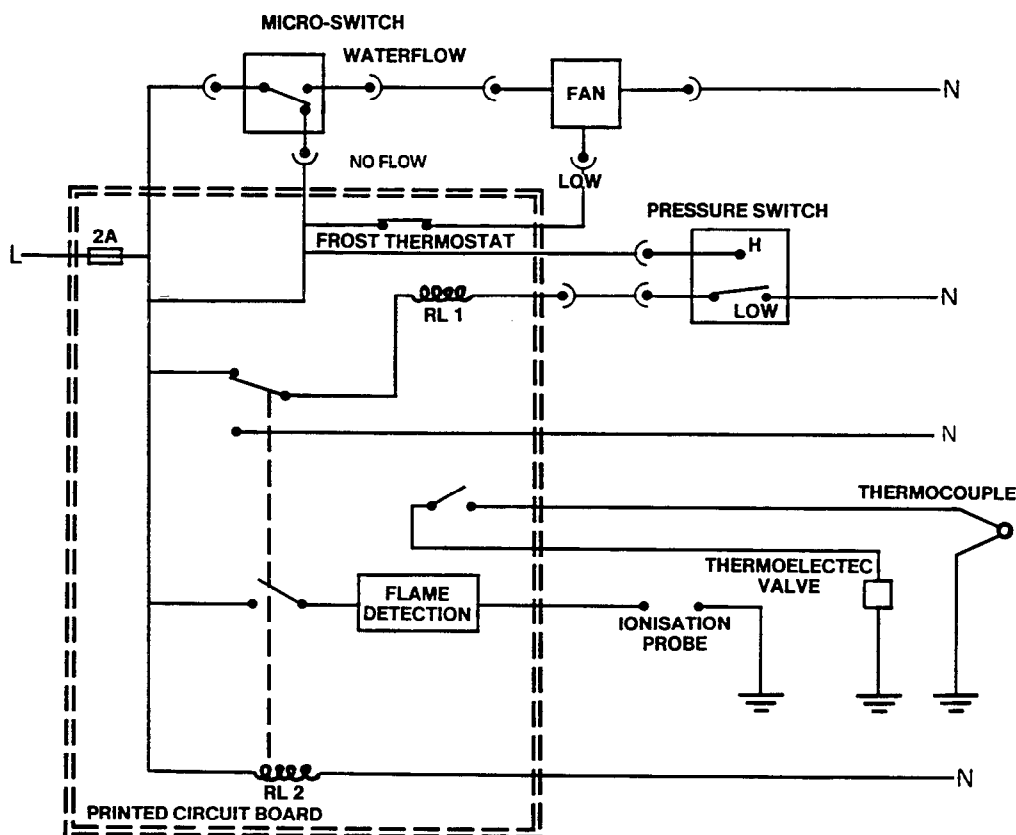 MICRO-SWITCH
WATERFLOW
FAN
N
NO FLOW
LOW
PRESSURE SWITCH
2A
FROST THERMOSTAT
H
L
RL 1
LOW
N
N
THERMOCOUPLE
THERMOELECTEC
VALVE
FLAME
DETECTION
IONISATION
PROBE
RL 2
N
PRINTED CIRCUIT BOARD